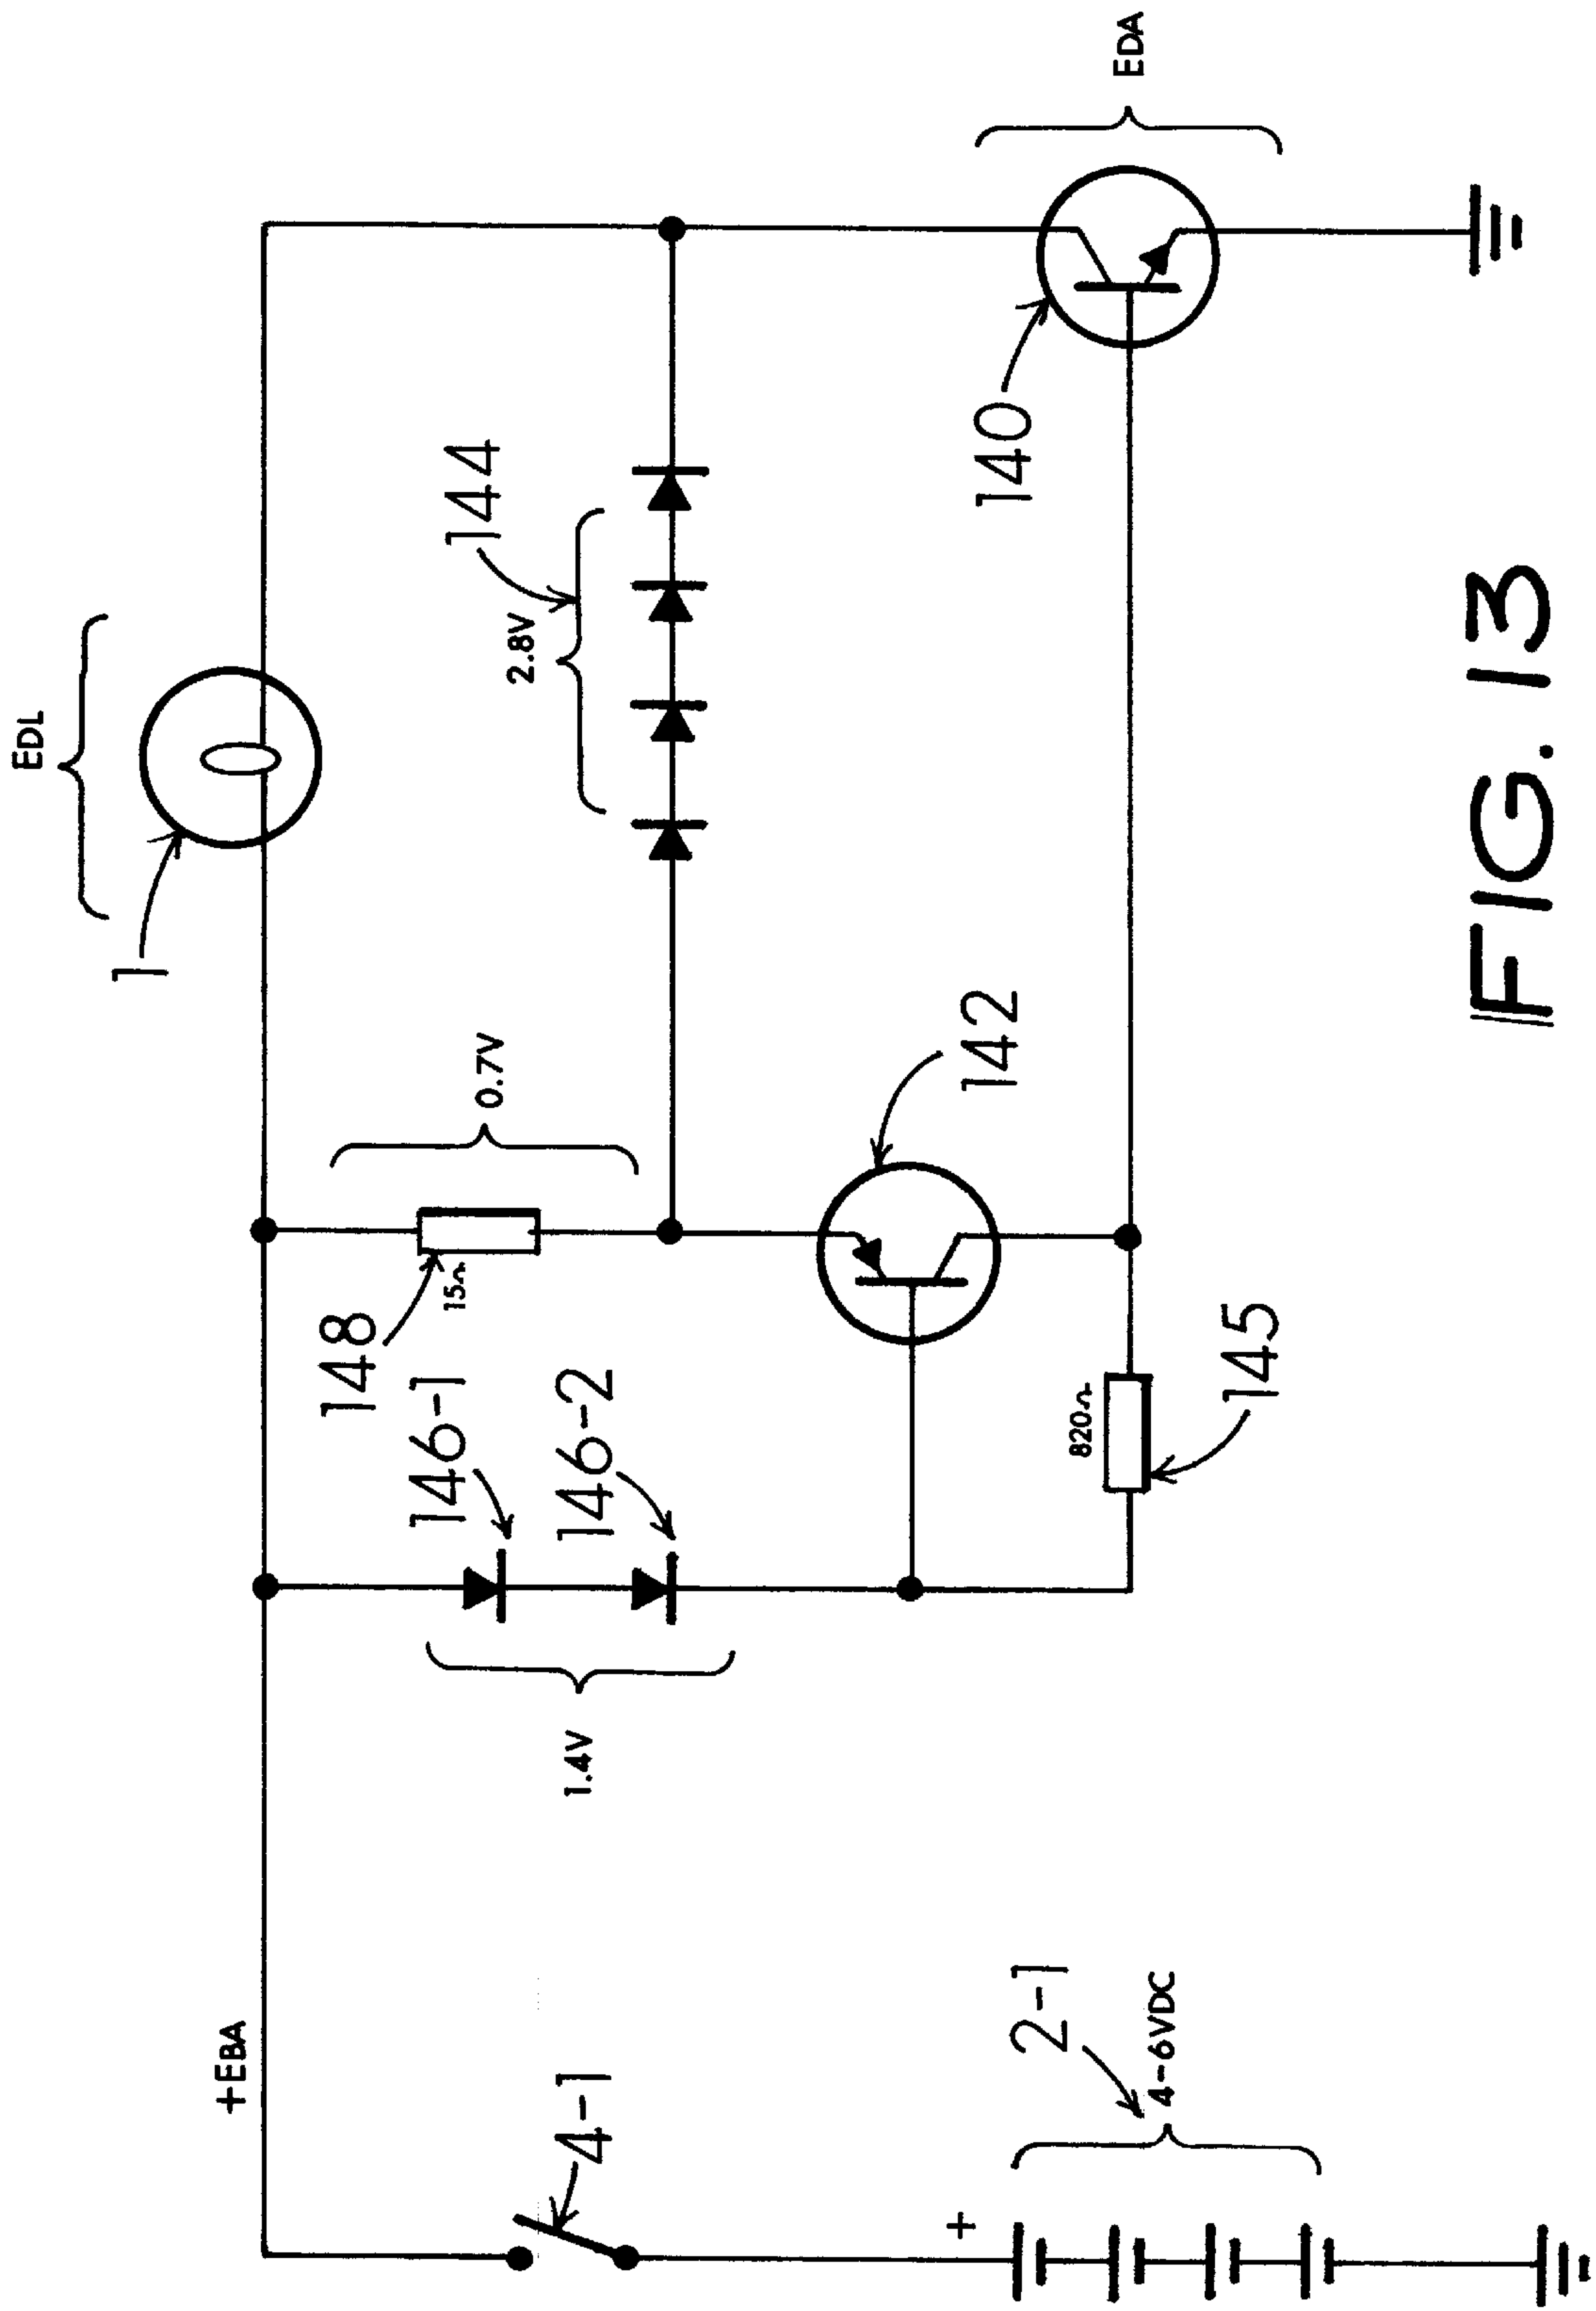 EDL
1
+EBA
148
146-1
15Ω
144
0.7V
2.8V
4-1
1.4V
146-2
+
142
140
2-1
820Ω
EDA
4-6VDC
145
FIG. 13